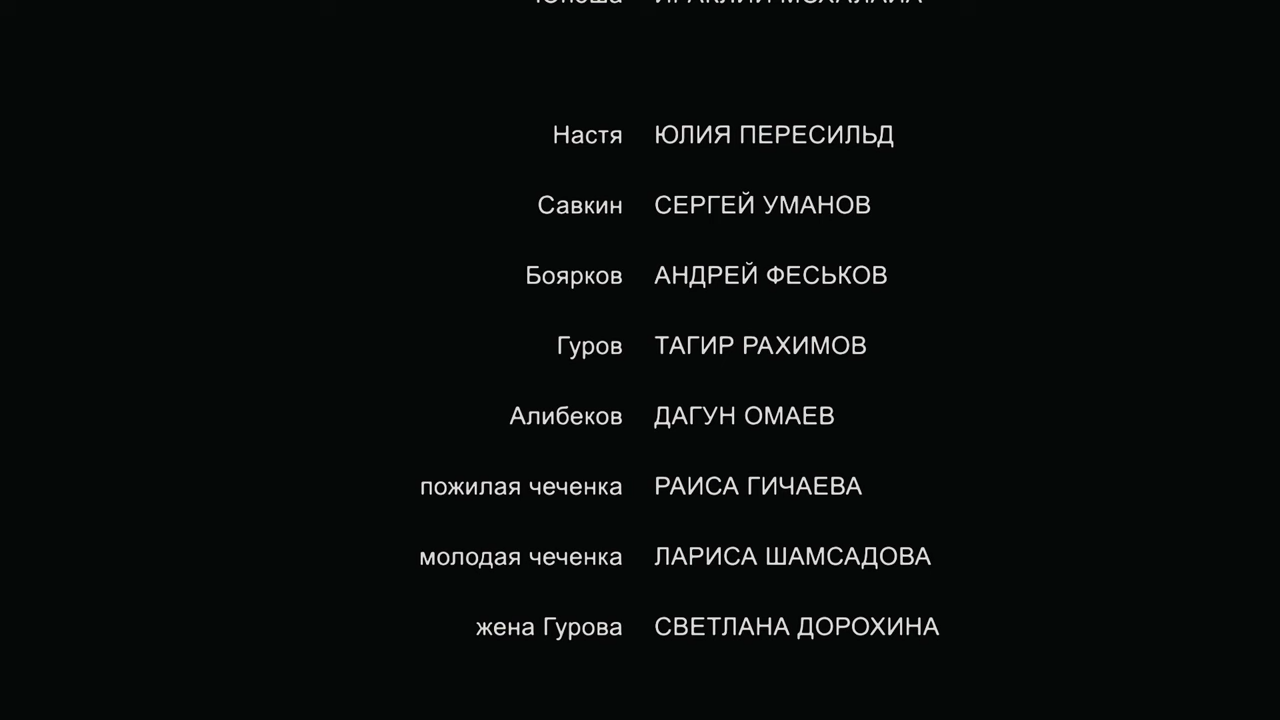 Настя ЮЛИЯ ПЕРЕСИЛЬД
Савкин СЕРГЕЙ УМАНОВ
Боярков АНДРЕЙ ФЕСЬКОВ
Гуров ТАГИР РАХИМОВ
Алибеков ДАГУН ОМАЕВ
пожилая чеченка РАИСА ГИЧАЕВА
молодая чеченка ЛАРИСА ШАМСАДОВА
жена Гурова СВЕТЛАНА ДОРОХИНА